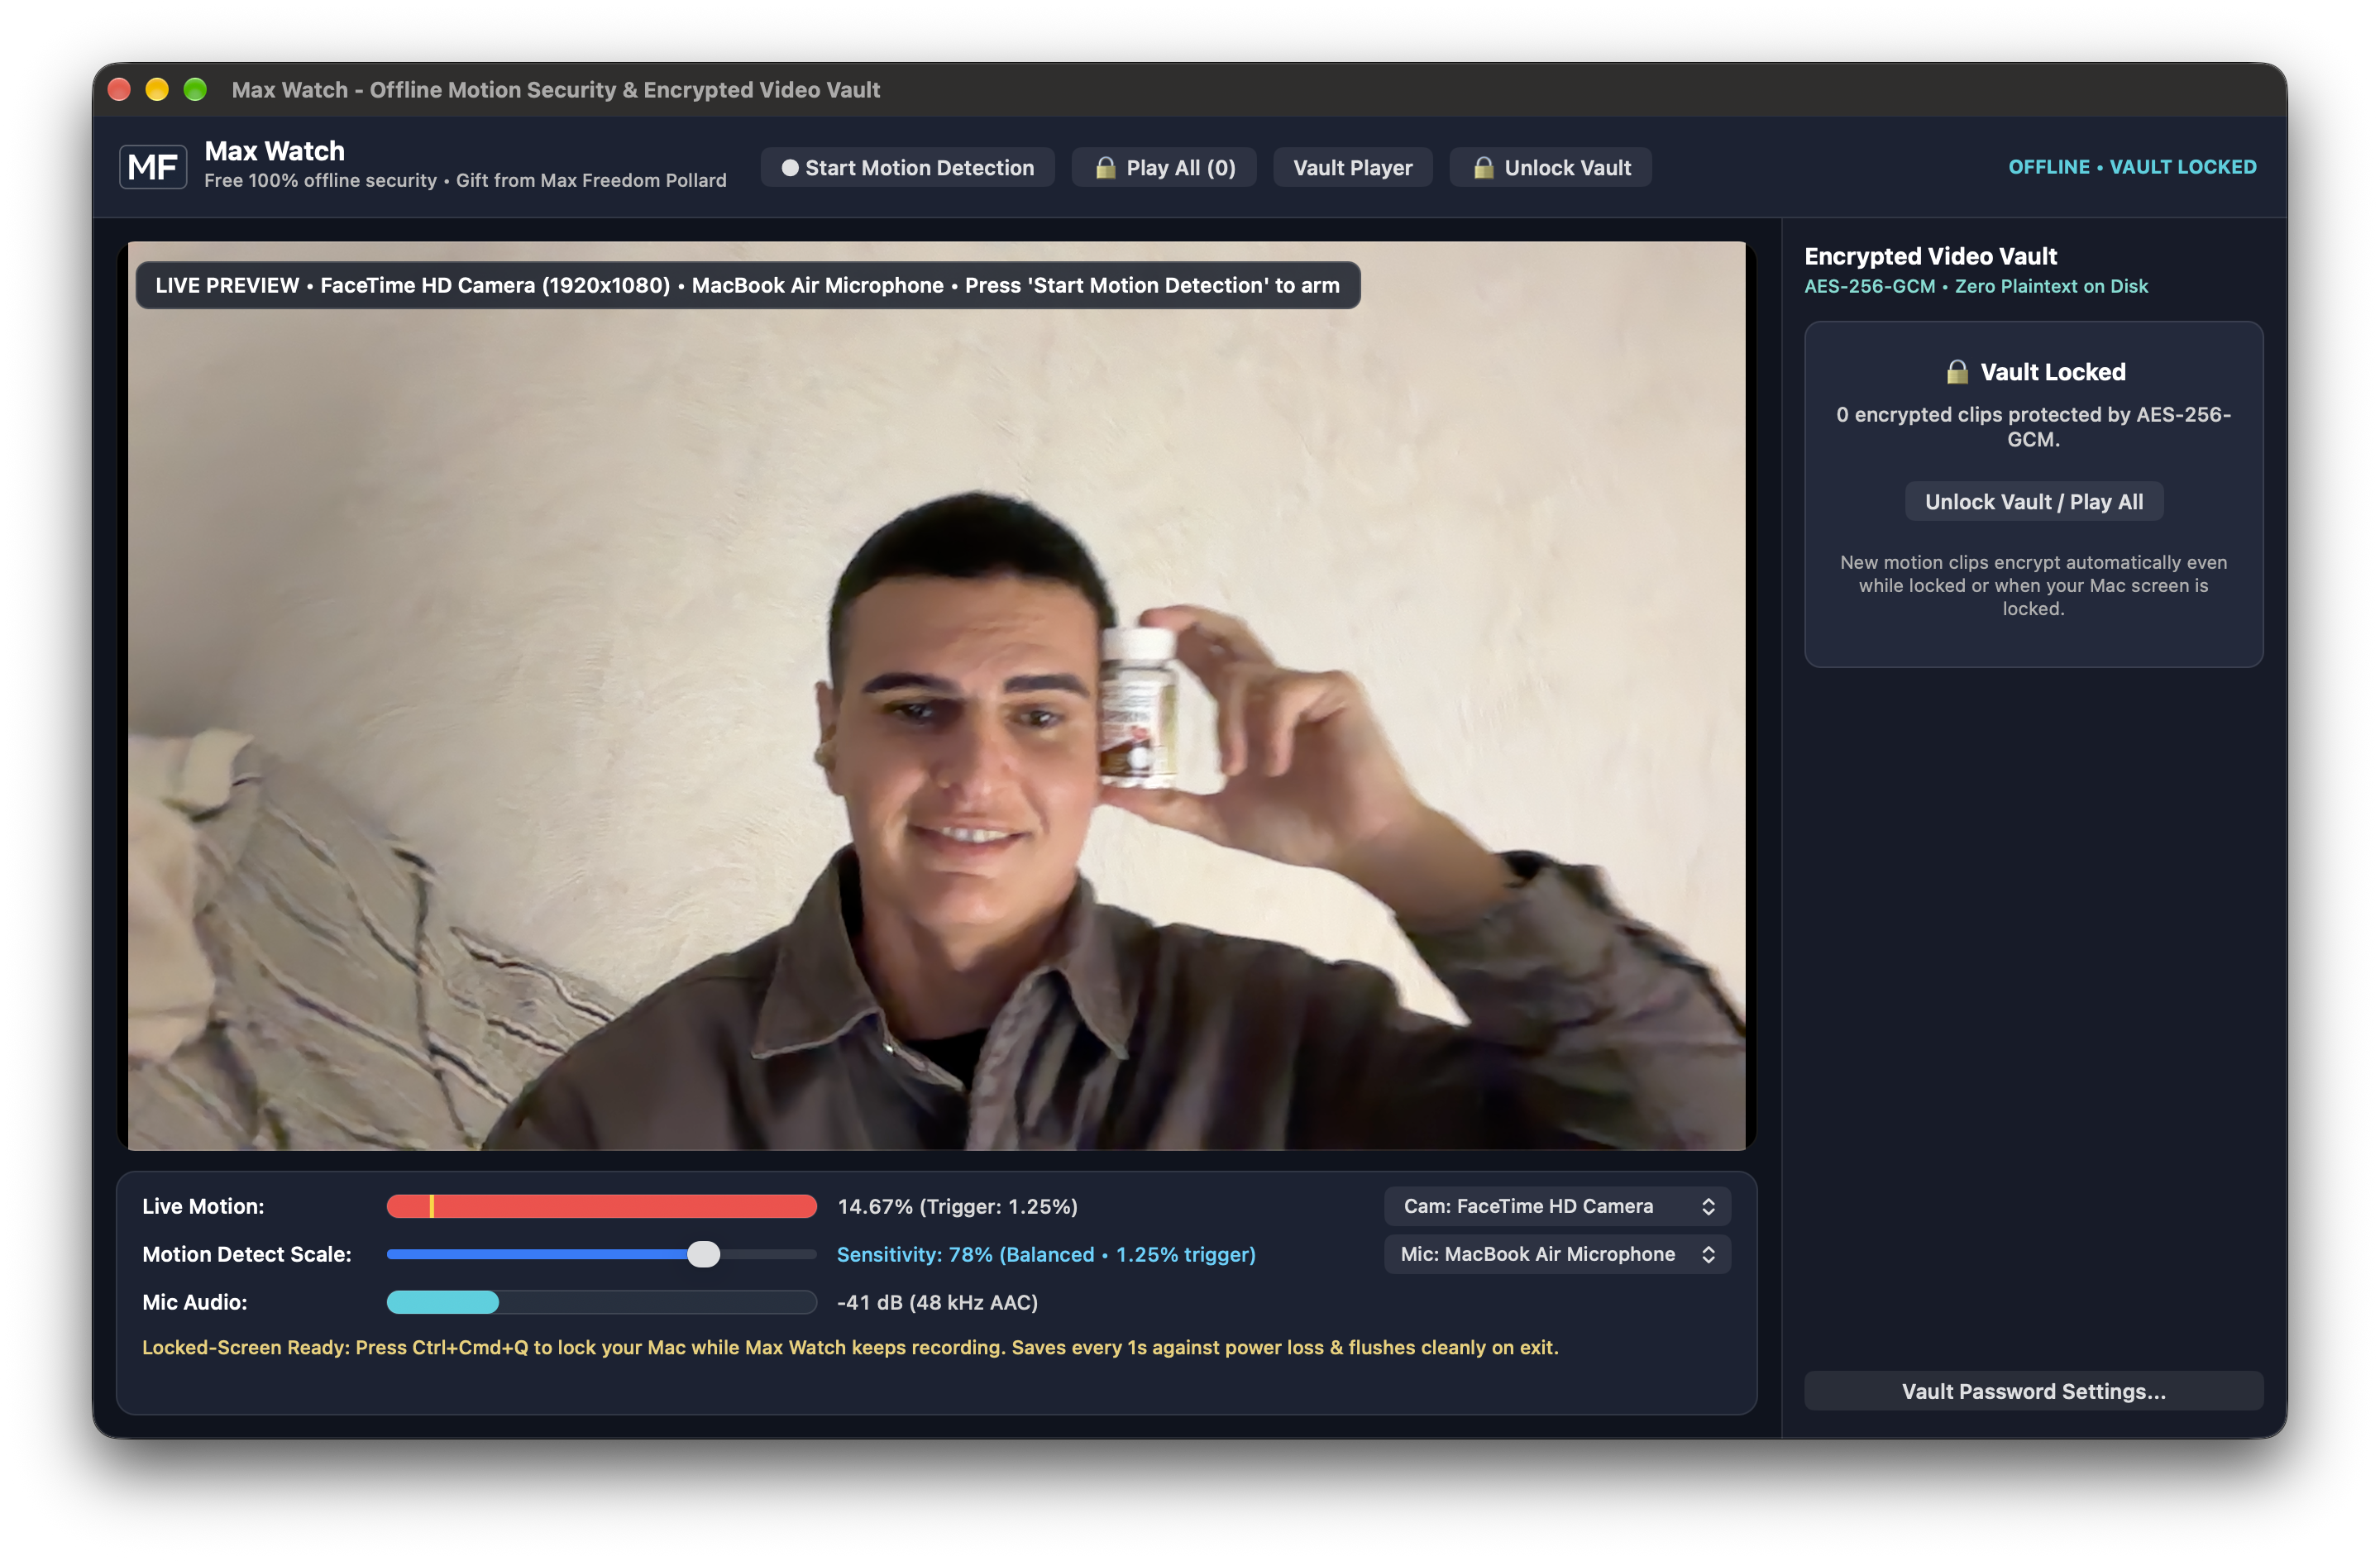 Max Watch - Offline Motion Security & Encrypted Video Vault
MF
Max Watch
Free 100% offline security • Gift from Max Freedom Pollard
Start Motion Detection
Play All (0)
Vault Player
Unlock Vault
OFFLINE • VAULT LOCKED
LIVE PREVIEW • FaceTime HD Camera (1920x1080) • MacBook Air Microphone • Press 'Start Motion Detection' to arm
Live Motion:
14.67% (Trigger: 1.25%)
Cam: FaceTime HD Camera
Motion Detect Scale:
Sensitivity: 78% (Balanced • 1.25% trigger)
Mic: MacBook Air Microphone
Mic Audio:
-41 dB (48 kHz AAC)
Locked-Screen Ready: Press Ctrl+Cmd+Q to lock your Mac while Max Watch keeps recording. Saves every 1s against power loss & flushes cleanly on exit.
Encrypted Video Vault
AES-256-GCM • Zero Plaintext on Disk
Vault Locked
0 encrypted clips protected by AES-256-
GCM.
Unlock Vault / Play All
New motion clips encrypt automatically even
while locked or when your Mac screen is
locked.
Vault Password Settings...